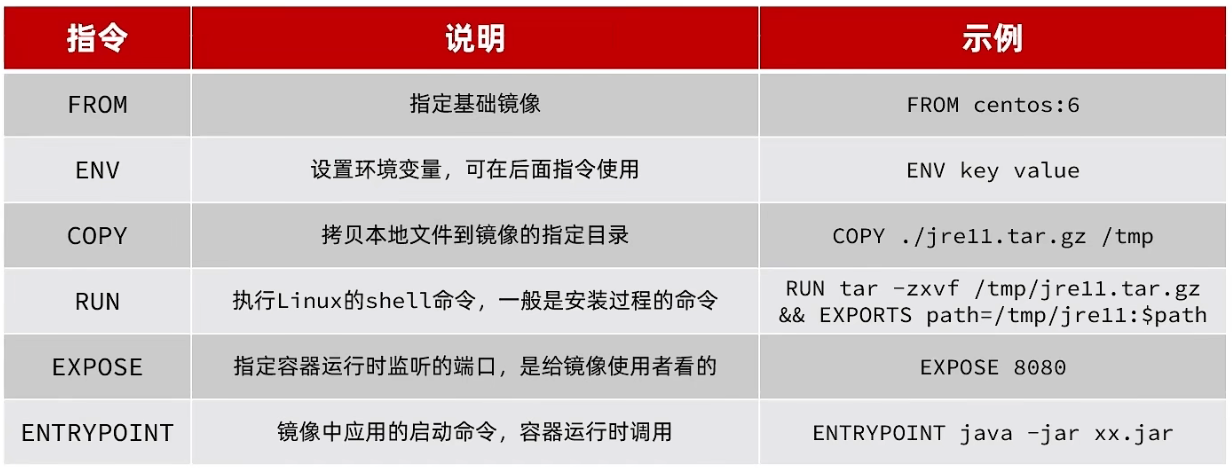 指令 说明 示例
FROM 指定基础镜像 FROM centos:6
ENV 设置环境变量，可在后面指令使用 ENV key value
COPY 拷贝本地文件到镜像的指定目录 COPY ./jre11.tar.gz /tmp
RUN 执行Linux的shell命令，一般是安装过程的命令 RUN tar -zxvf /tmp/jre11.tar.gz
&& EXPORTS path=/tmp/jre11:$path
EXPOSE 指定容器运行时监听的端口，是给镜像使用者看的 EXPOSE 8080
ENTRYPOINT 镜像中应用的启动命令，容器运行时调用 ENTRYPOINT java -jar xx.jar